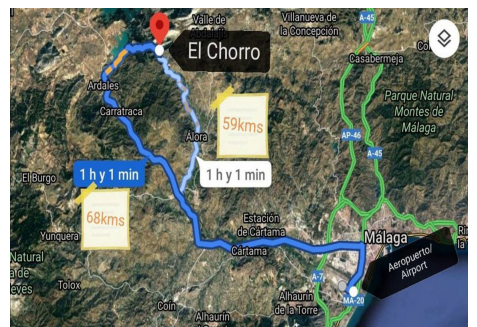 Valle de
Villanueva de
la Concepción
A-45
El Chorro
Casabermeja
Ardales
Parque Natural
Montes de
Málaga
Carratraca
59kms
Álora
AP-46
A-45
El Burgo
1 h y 1 min
1 h y 1 min
68kms
Yunquera
Estación
de Cártama
Málaga
Cártama
Natural
Aeropuerto/
Airport
A-7
Tolox
MA-20
Coín
Alhaurín
de la Torre
Alhaurín